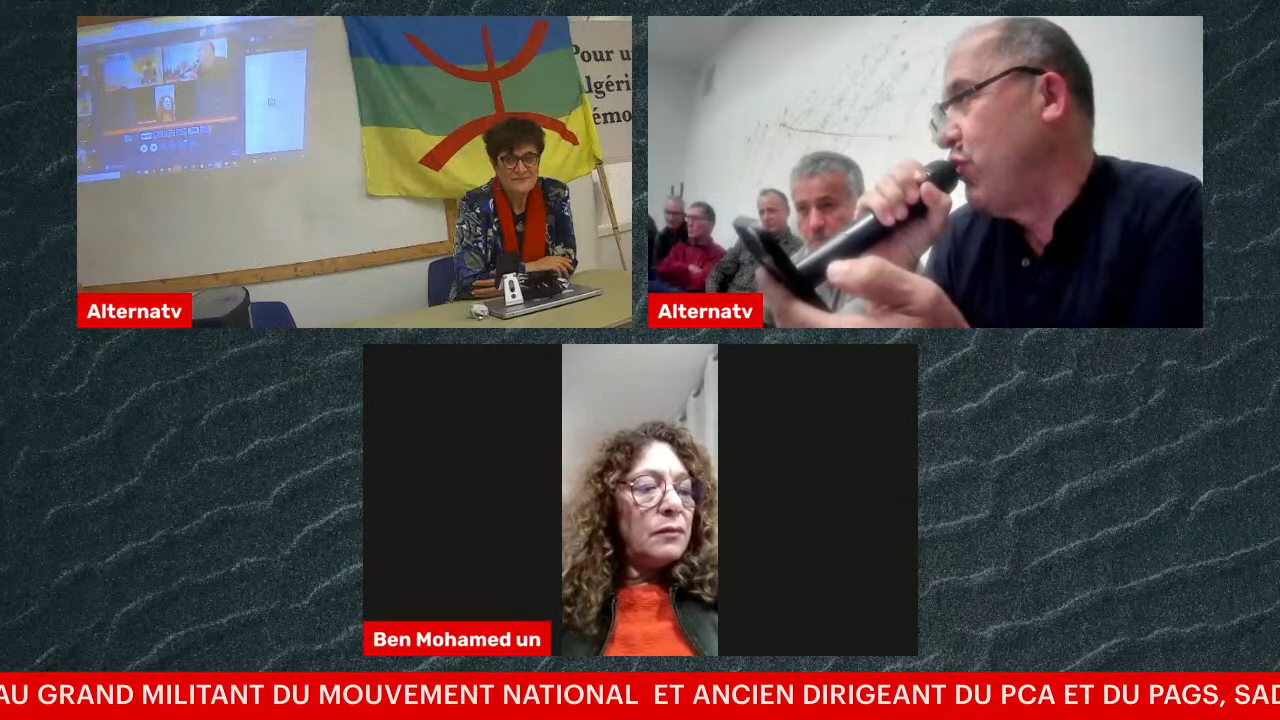 Pour u
lgéri
émo
Alternatv
Alternatv
Ben Mohamed un
AU GRAND MILITANT DU MOUVEMENT NATIONAL ET ANCIEN DIRIGEANT DU PCA ET DU PAGS, SAD